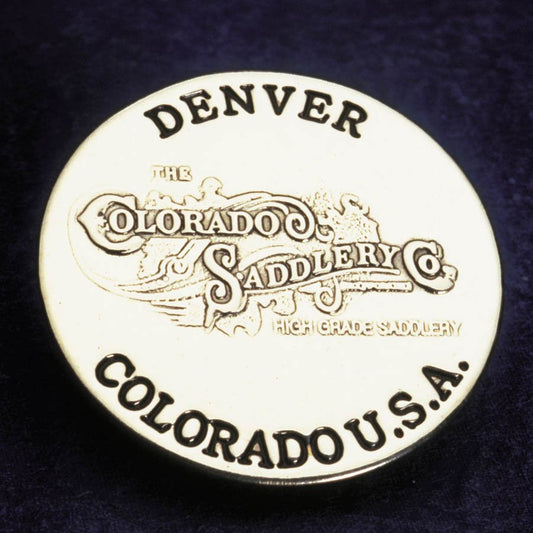 DENVER
THE
COLORADO
SADDLERY CO.
HIGH GRADE SADDLERY
COLORADO U.S.A.